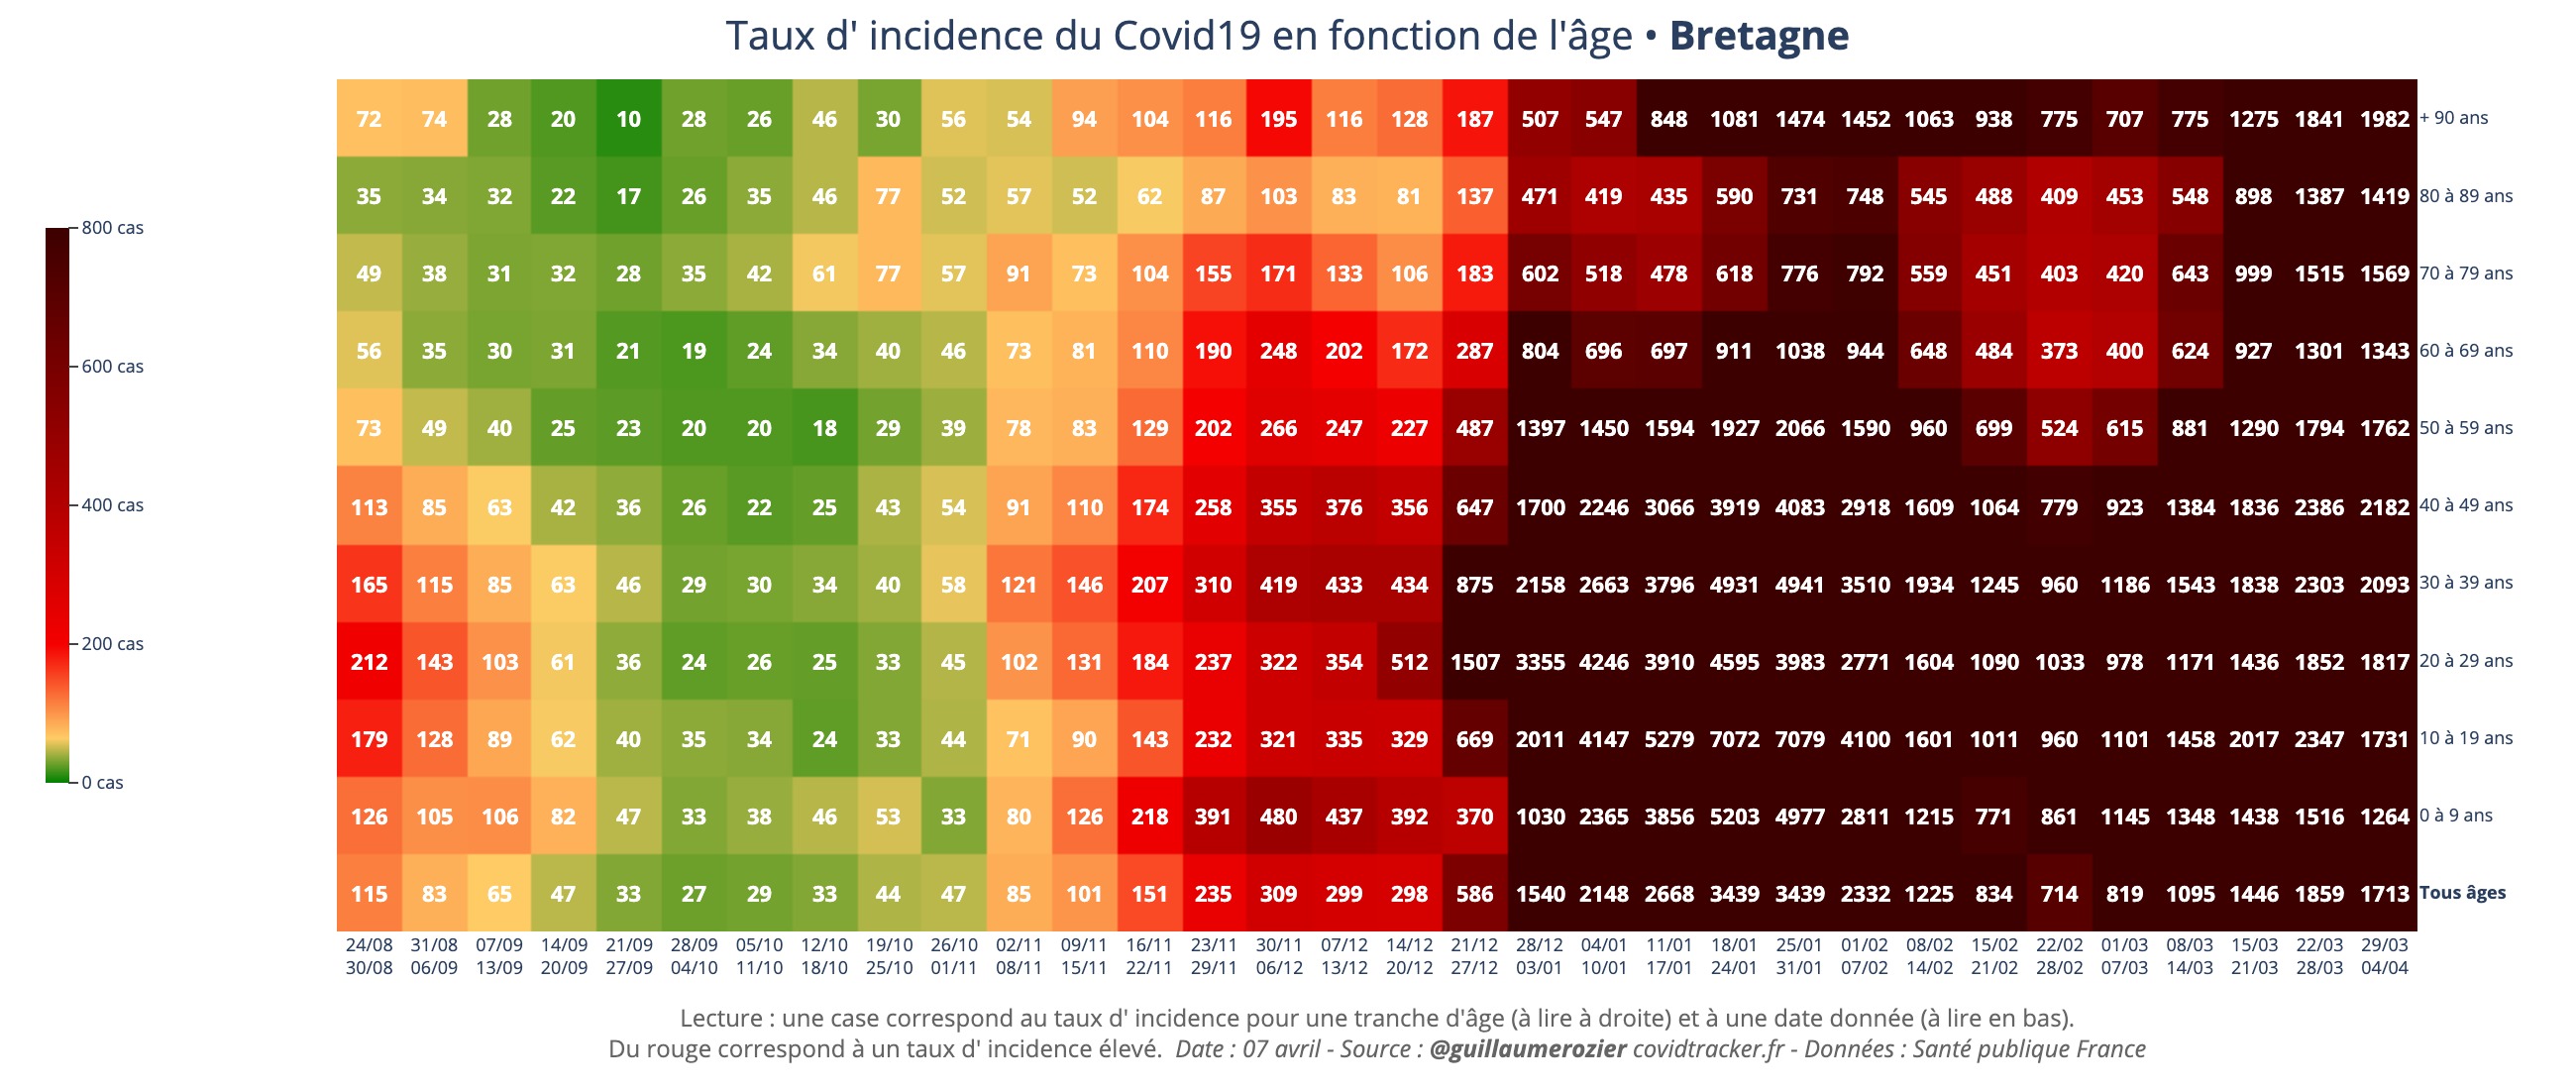 Taux d' incidence du Covid19 en fonction de l'âge • Bretagne
72 74 28 20 10 28 26 46 30 56 54 94 104 116 195 116 128 187 507 547 848 1081 1474 1452 1063 938 775 707 775 1275 1841 1982 + 90 ans
35 34 32 22 17 26 35 46 77 52 57 52 62 87 103 83 81 137 471 419 435 590 731 748 545 488 409 453 548 898 1387 1419 80 à 89 ans
800 cas
49 38 31 32 28 35 42 61 77 57 91 73 104 155 171 133 106 183 602 518 478 618 776 792 559 451 403 420 643 999 1515 1569 70 à 79 ans
56 35 30 31 21 19 24 34 40 46 73 81 110 190 248 202 172 287 804 696 697 911 1038 944 648 484 373 400 624 927 1301 1343 60 à 69 ans
600 cas
73 49 40 25 23 20 20 18 29 39 78 83 129 202 266 247 227 487 1397 1450 1594 1927 2066 1590 960 699 524 615 881 1290 1794 1762 50 à 59 ans
400 cas
113 85 63 42 36 26 22 25 43 54 91 110 174 258 355 376 356 647 1700 2246 3066 3919 4083 2918 1609 1064 779 923 1384 1836 2386 2182 40 à 49 ans
165 115 85 63 46 29 30 34 40 58 121 146 207 310 419 433 434 875 2158 2663 3796 4931 4941 3510 1934 1245 960 1186 1543 1838 2303 2093 30 à 39 ans
200 cas
212 143 103 61 36 24 26 25 33 45 102 131 184 237 322 354 512 1507 3355 4246 3910 4595 3983 2771 1604 1090 1033 978 1171 1436 1852 1817 20 à 29 ans
179 128 89 62 40 35 34 24 33 44 71 90 143 232 321 335 329 669 2011 4147 5279 7072 7079 4100 1601 1011 960 1101 1458 2017 2347 1731 10 à 19 ans
0 cas
126 105 106 82 47 33 38 46 53 33 80 126 218 391 480 437 392 370 1030 2365 3856 5203 4977 2811 1215 771 861 1145 1348 1438 1516 1264 0 à 9 ans
115 83 65 47 33 27 29 33 44 47 85 101 151 235 309 299 298 586 1540 2148 2668 3439 3439 2332 1225 834 714 819 1095 1446 1859 1713 Tous âges
24/08 31/08 07/09 14/09 21/09 28/09 05/10 12/10 19/10 26/10 02/11 09/11 16/11 23/11 30/11 07/12 14/12 21/12 28/12 04/01 11/01 18/01 25/01 01/02 08/02 15/02 22/02 01/03 08/03 15/03 22/03 29/03
30/08 06/09 13/09 20/09 27/09 04/10 11/10 18/10 25/10 01/11 08/11 15/11 22/11 29/11 06/12 13/12 20/12 27/12 03/01 10/01 17/01 24/01 31/01 07/02 14/02 21/02 28/02 07/03 14/03 21/03 28/03 04/04
Lecture : une case correspond au taux d' incidence pour une tranche d'âge (à lire à droite) et à une date donnée (à lire en bas).
Du rouge correspond à un taux d' incidence élevé. Date : 07 avril - Source : @guillaumerozier covidtracker.fr - Données : Santé publique France